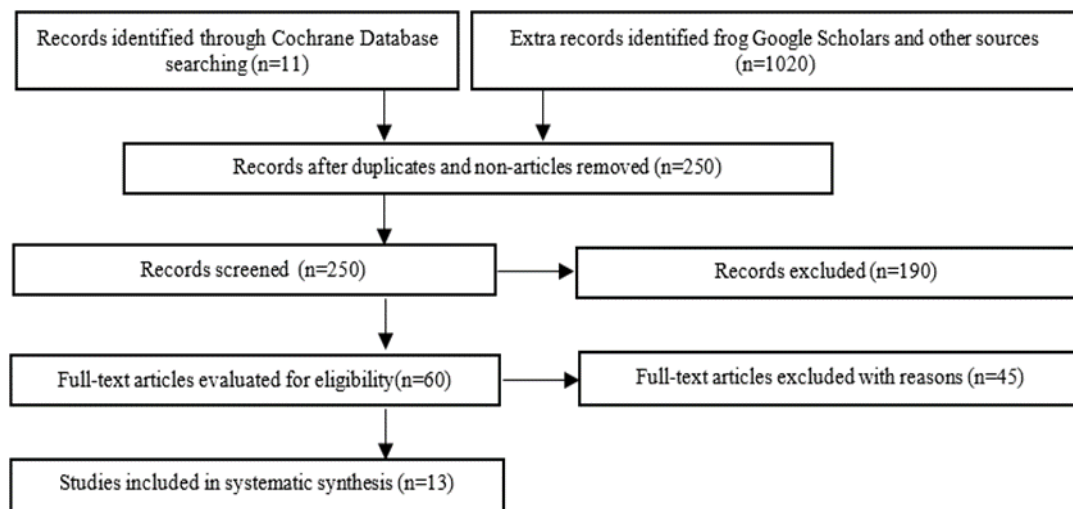 Records identified through Cochrane Database
searching (n=11)
Extra records identified frog Google Scholars and other sources
(n=1020)
Records after duplicates and non-articles removed (n=250)
Records screened (n=250)
Records excluded (n=190)
Full-text articles evaluated for eligibility(n=60)
Full-text articles excluded with reasons (n=45)
Studies included in systematic synthesis (n=13)